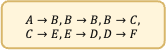 A → B, B → B, B → C,
C → E, E → D, D → F